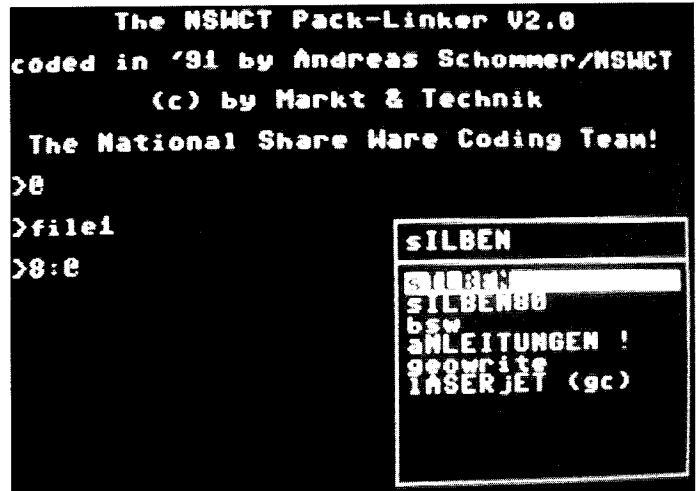 The NSWCT Pack-Linker V2.0
coded in '91 by Andreas Schommer/NSWCT
(c) by Markt & Technik
The National Share Ware Coding Team!
>@
>file1
>8:@
sILBEN
sILBEN
sILBEN80
bsw
aNLEITUNGEN !
geowrite
lASERjET (gc)